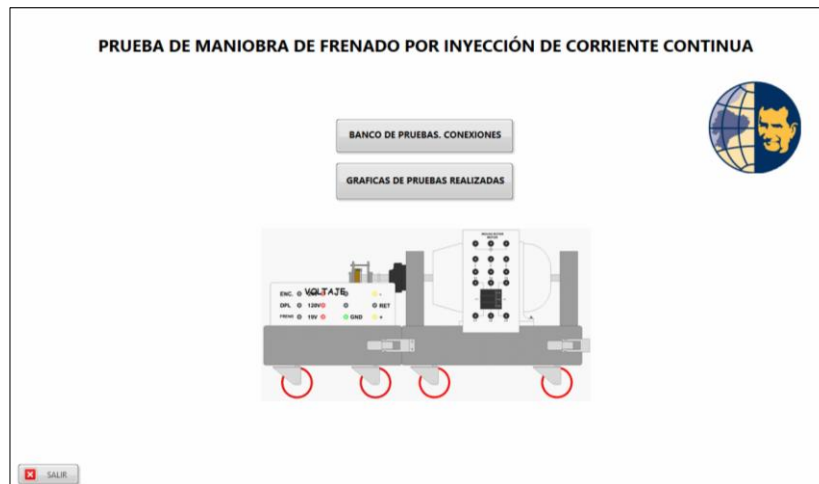 PRUEBA DE MANIOBRA DE FRENADO POR INYECCIÓN DE CORRIENTE CONTINUA
BANCO DE PRUEBAS. CONEXIONES
GRAFICAS DE PRUEBAS REALIZADAS
VOLTAJE
ENC.
-
DPL 120V RET
FRENO 10V GND +
SALIR